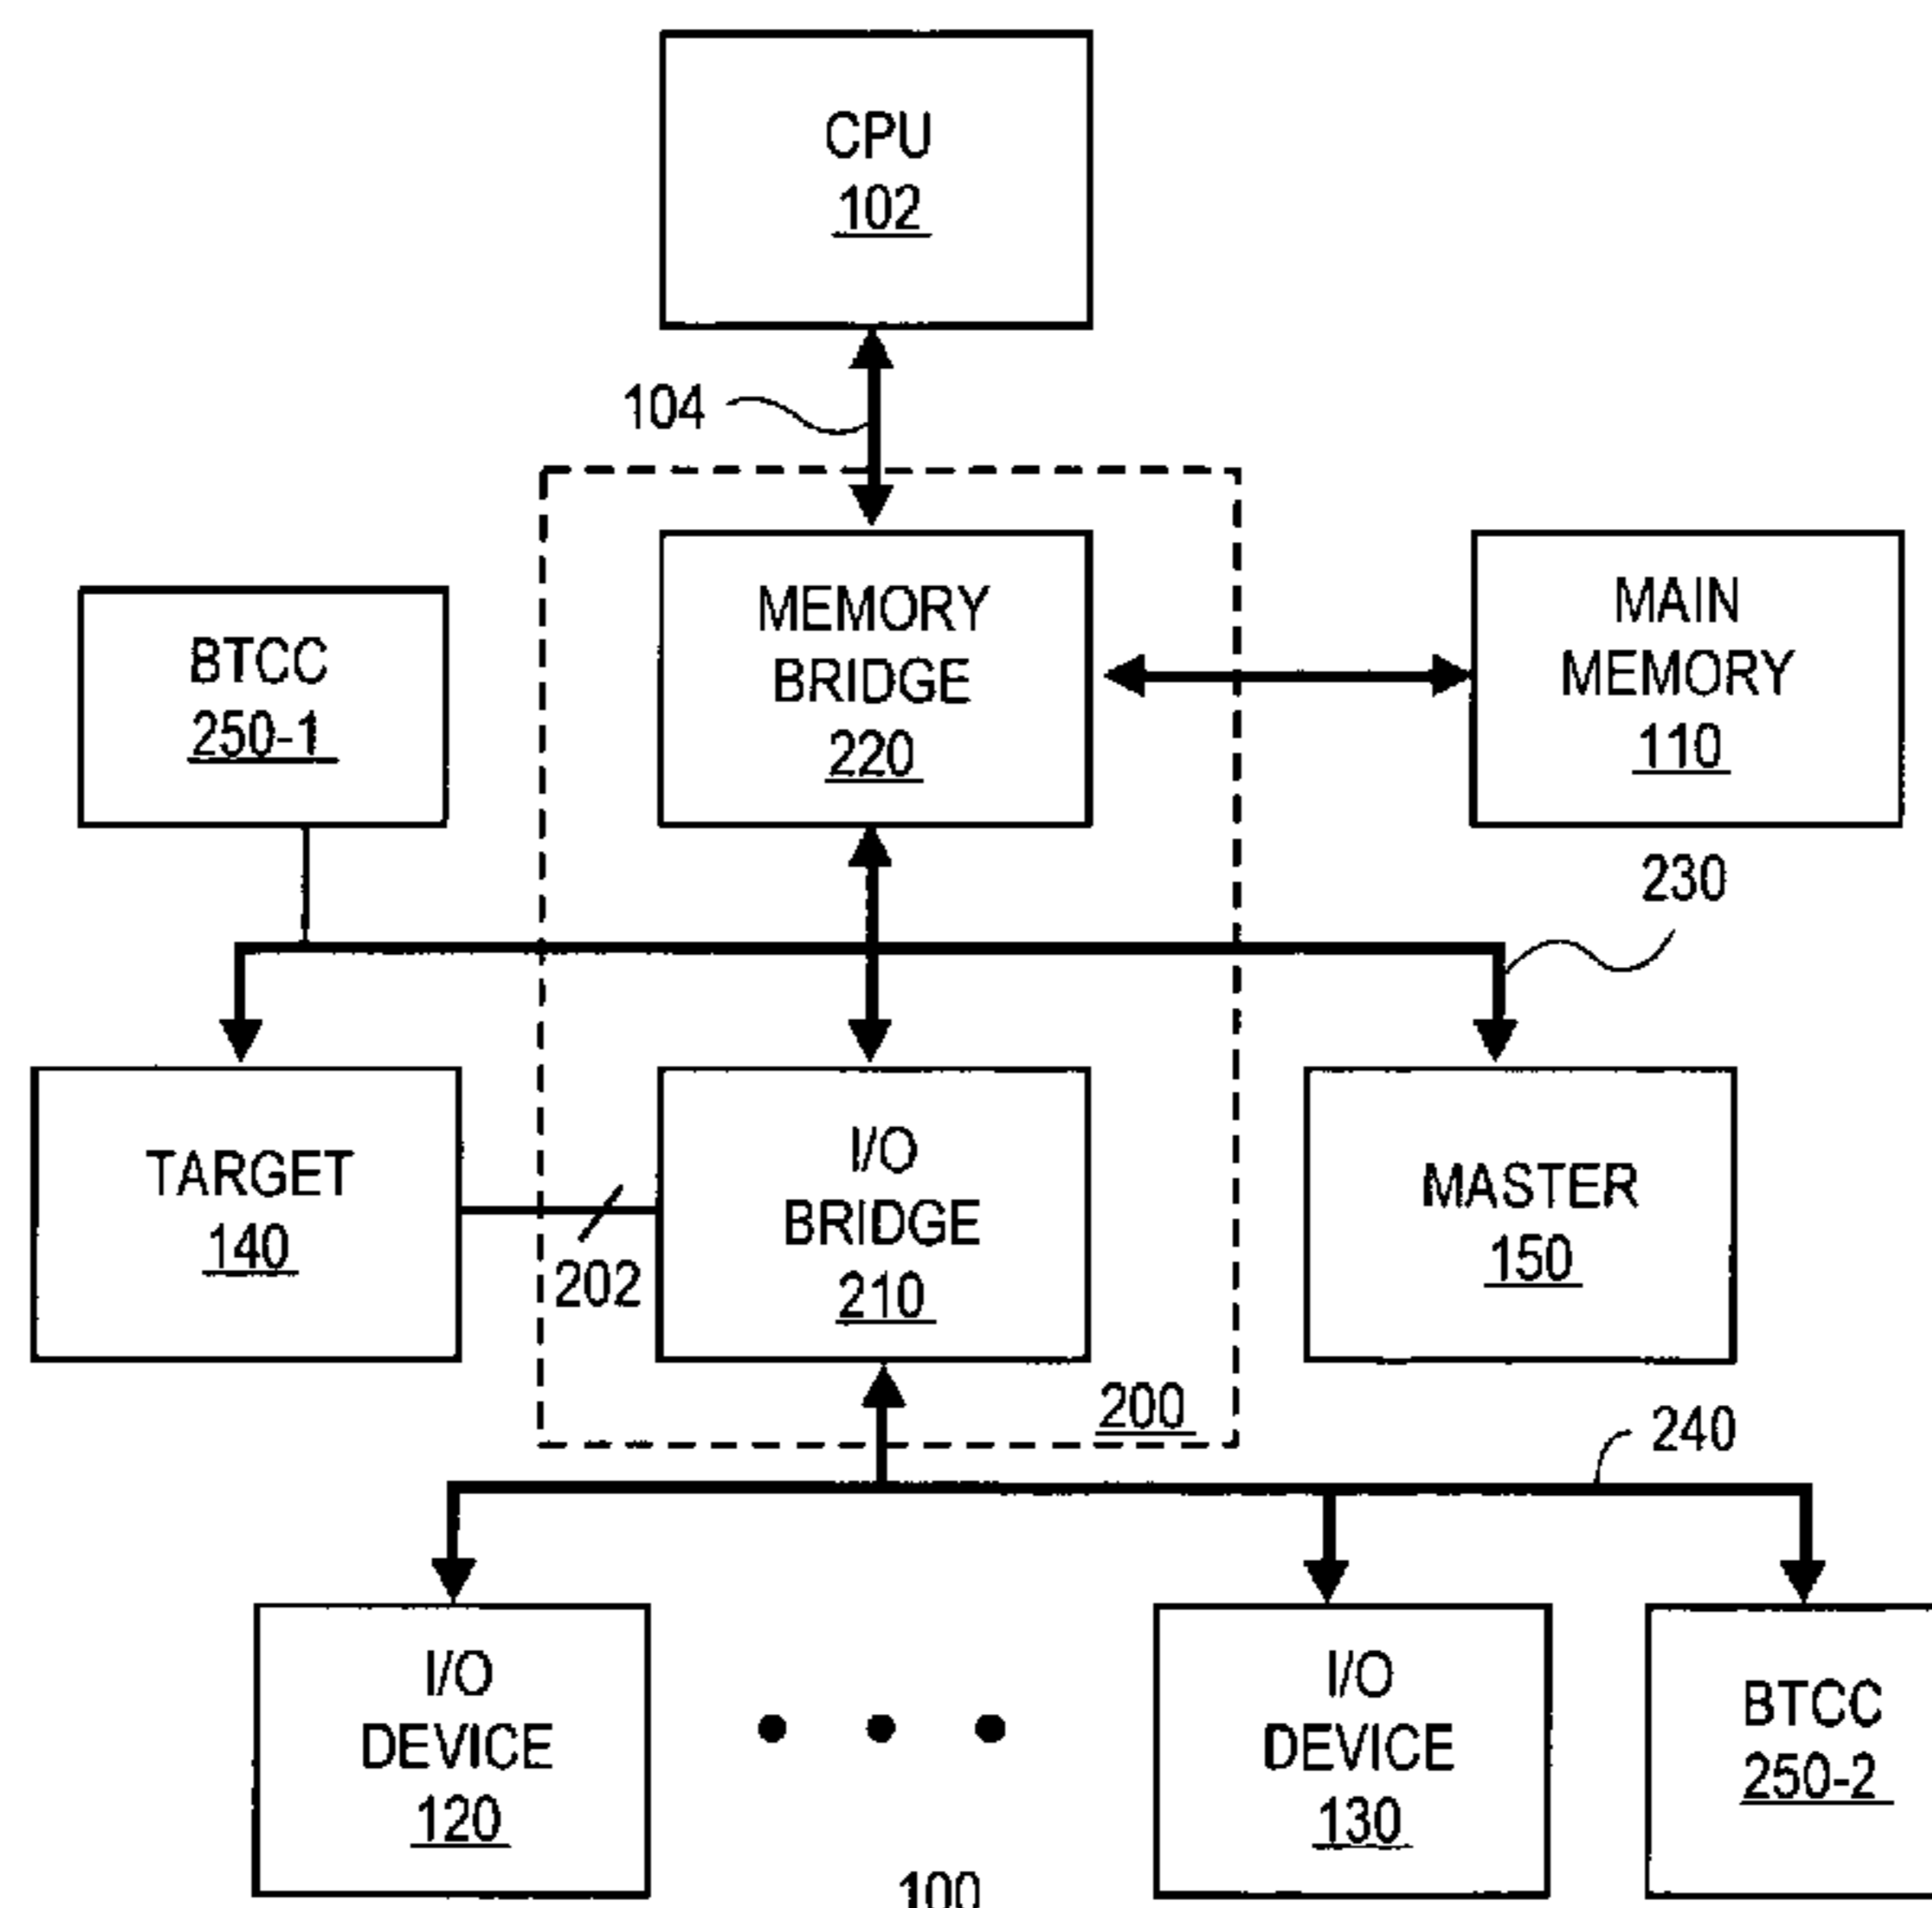 CPU
102
104
MEMORY
BRIDGE
220
MAIN
MEMORY
110
BTCC
250-1
230
TARGET
140
202
I/O
BRIDGE
210
MASTER
150
200
240
I/O
DEVICE
120
I/O
DEVICE
130
BTCC
250-2
100